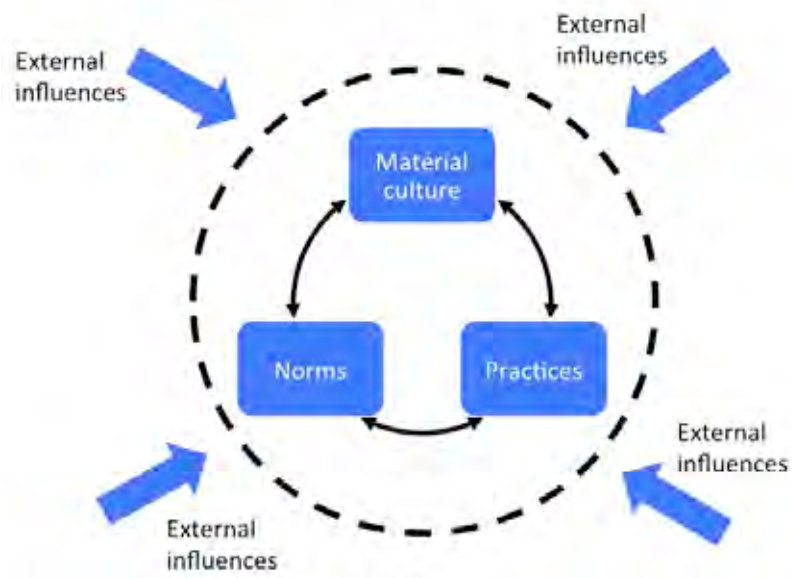 External
influences
External
influences
Material
culture
Norms
Practices
External
influences
External
influences